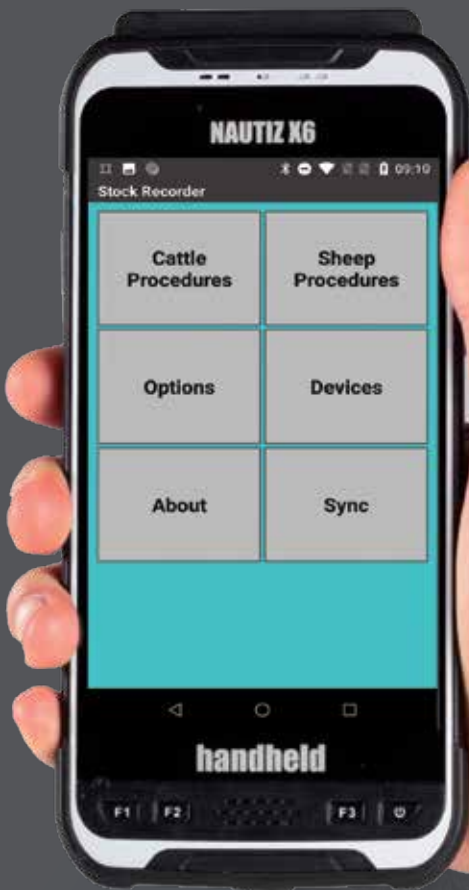 NAUTIZ X6
09:10
Stock Recorder
Cattle
Procedures
Sheep
Procedures
Options
Devices
About
Sync
handheld
F1 F2 F3